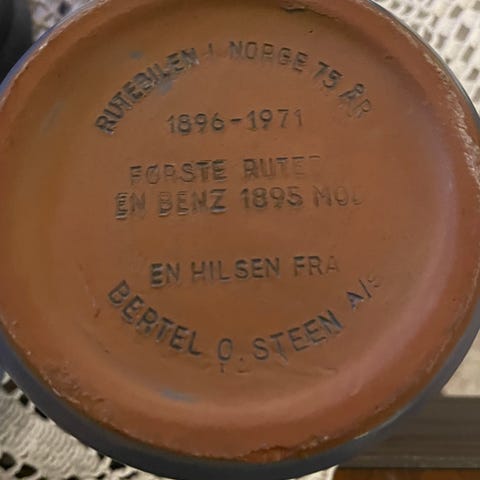 RUTEBILEN I NORGE 75 ÅR
1896-1971
FØRSTE
EN BENZ 1895
EN HILSEN FRA
BERTEL O. STEEN A/S